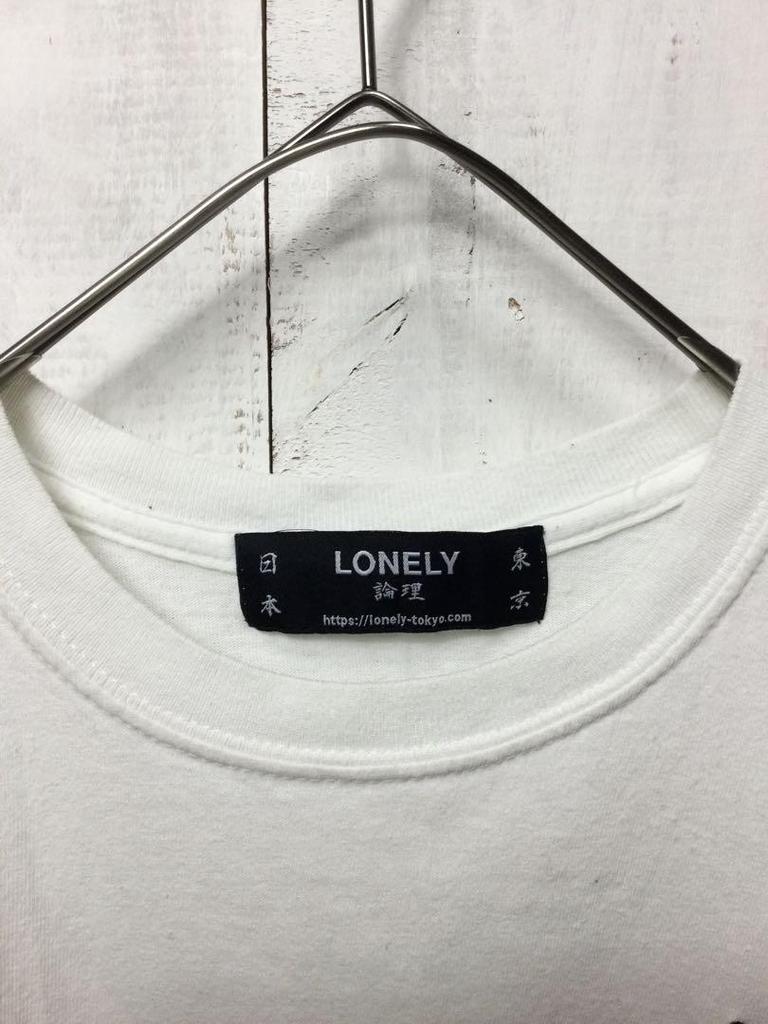 日本
LONELY
論理
https://lonely-tokyo.com
東京